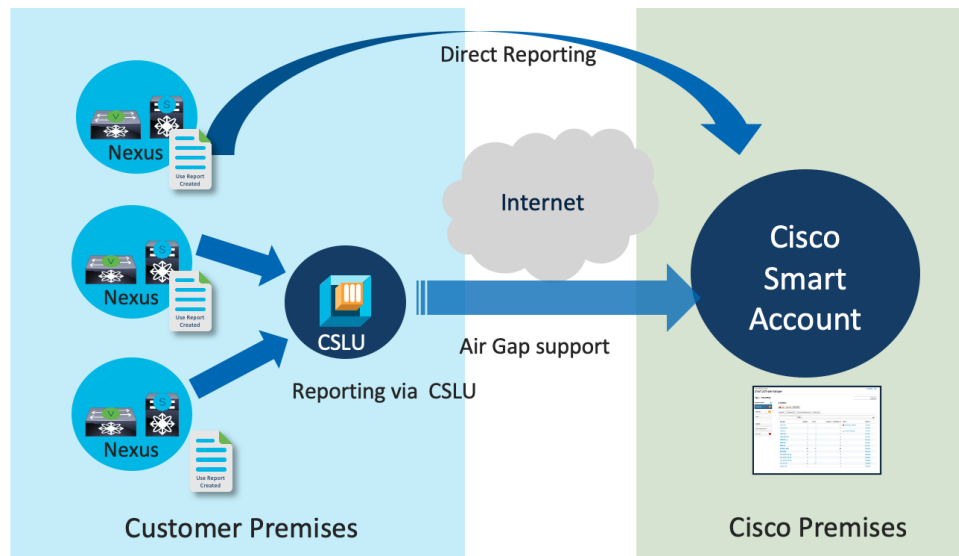 Direct Reporting
V
S
Nexus
Use Report
Created
Internet
V
S
Nexus
Use Report
Created
CSLU
Cisco
Smart
Account
Air Gap support
Reporting via CSLU
V
S
Nexus
Use Report
Created
Customer Premises
Cisco Premises